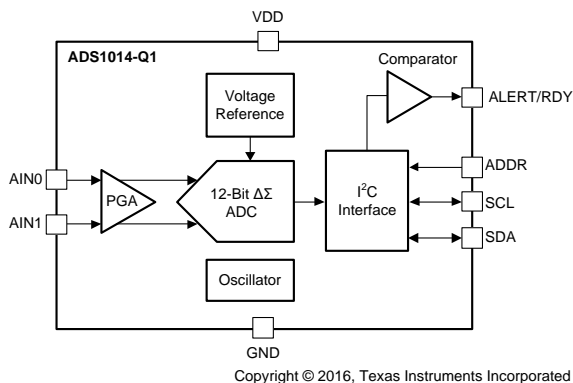 VDD
ADS1014-Q1
Comparator
Voltage
Reference
ALERT/RDY
ADDR
AIN0
PGA
12-Bit ΔΣ
ADC
I²C
Interface
SCL
AIN1
SDA
Oscillator
GND
Copyright © 2016, Texas Instruments Incorporated